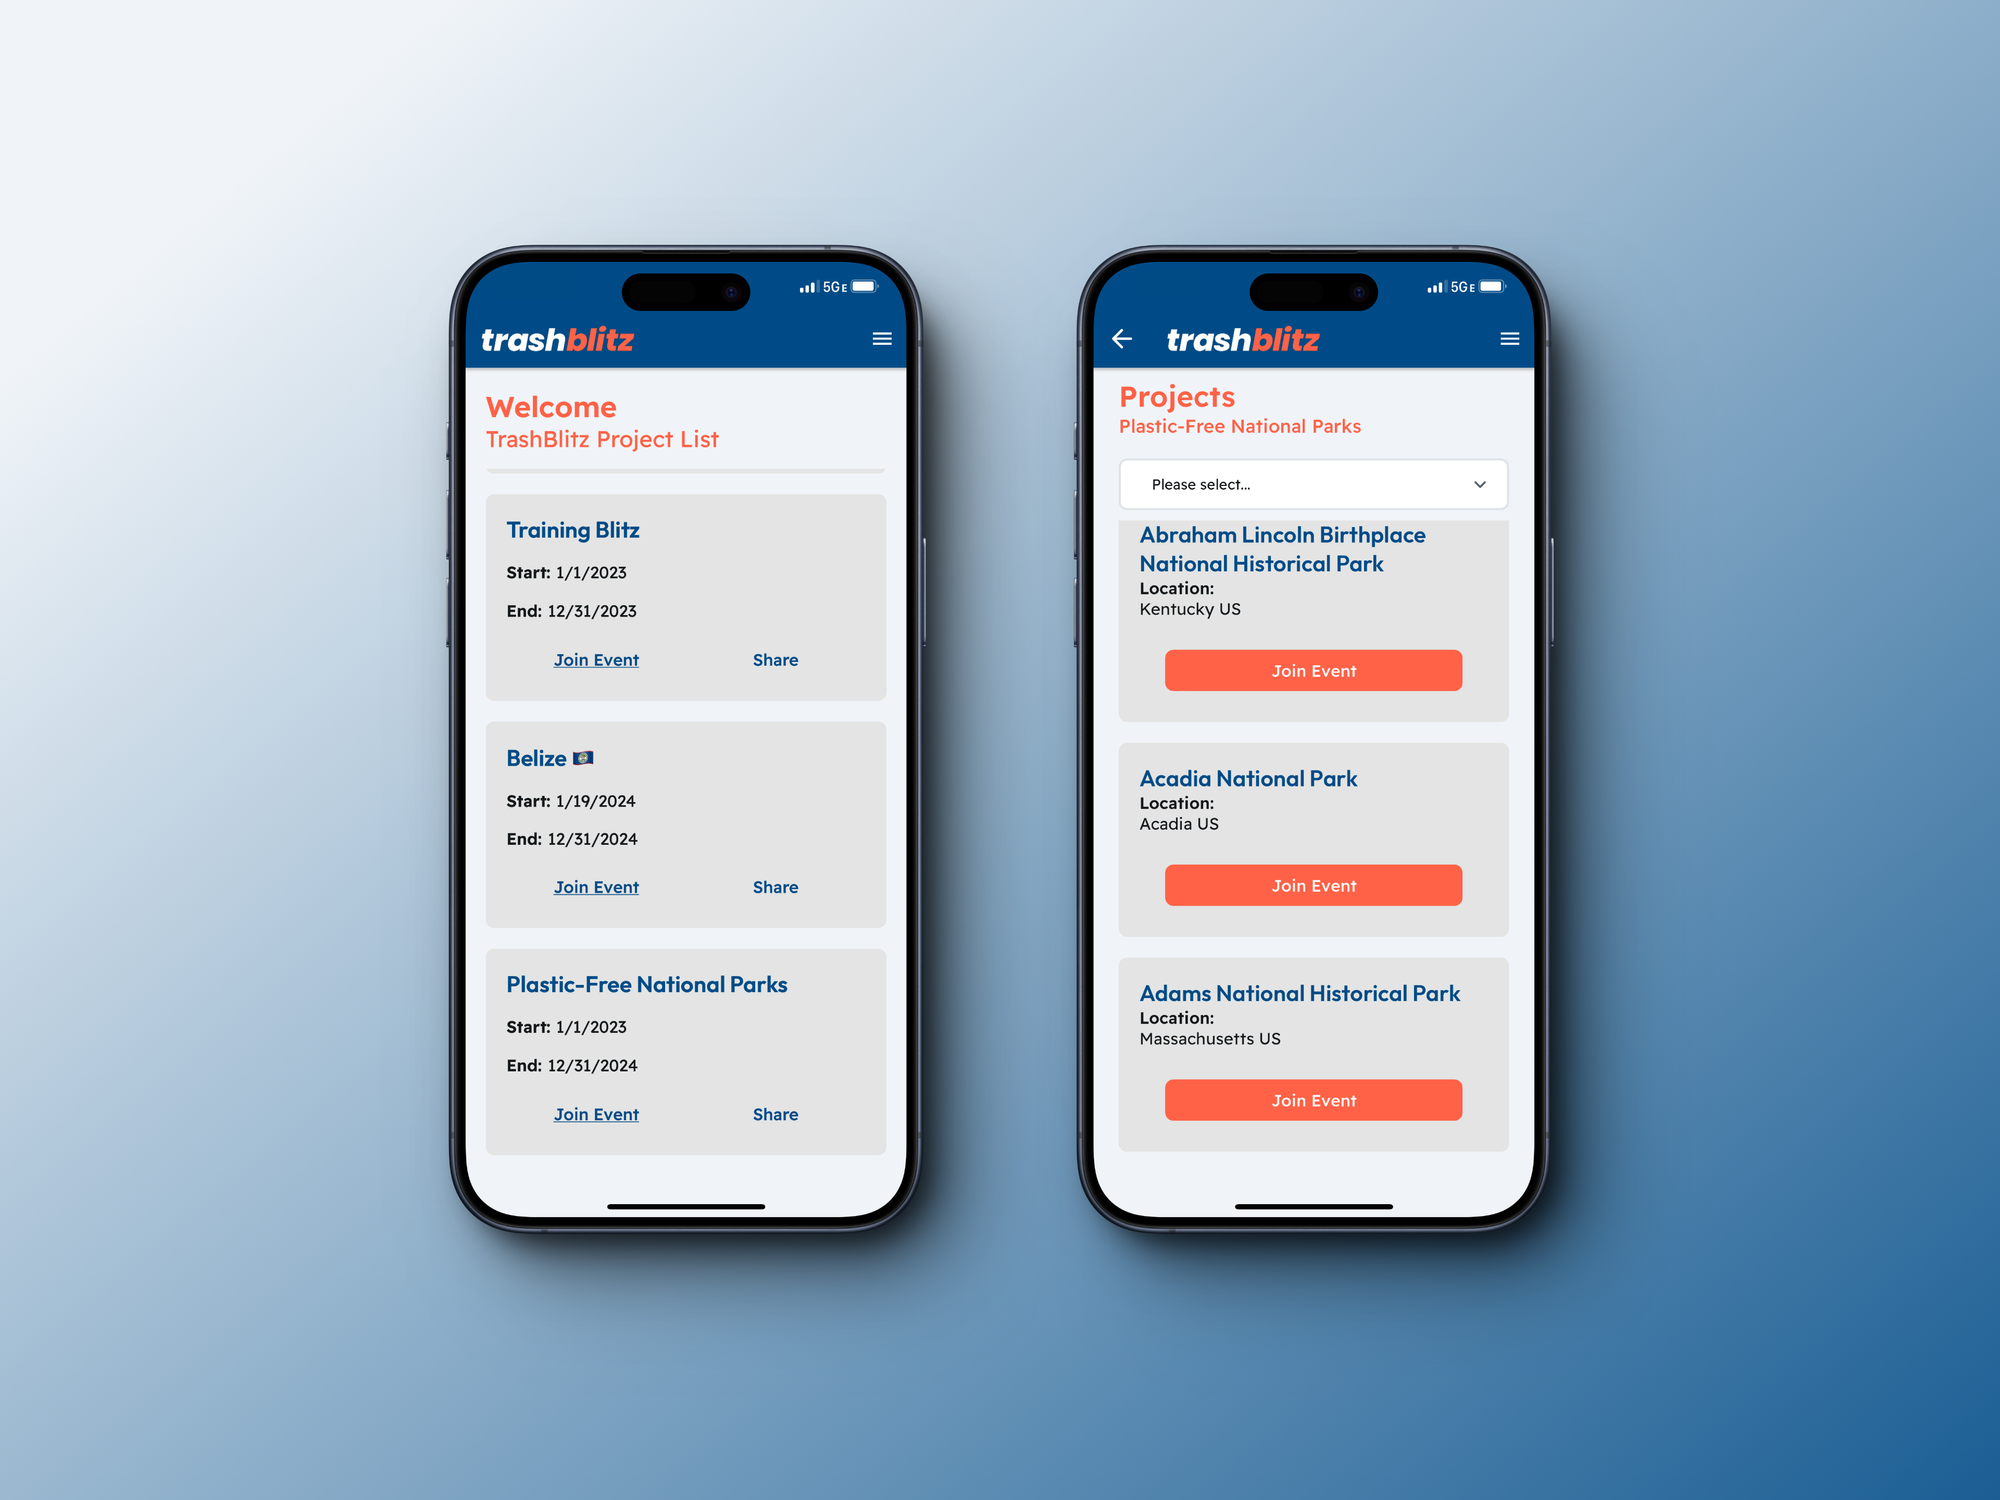 5GE
trashblitz
Welcome
TrashBlitz Project List
Training Blitz
Start: 1/1/2023
End: 12/31/2023
Join Event
Share
Belize 🇧🇿
Start: 1/19/2024
End: 12/31/2024
Join Event
Share
Plastic-Free National Parks
Start: 1/1/2023
End: 12/31/2024
Join Event
Share
5GE
trashblitz
Projects
Plastic-Free National Parks
Please select...
Abraham Lincoln Birthplace
National Historical Park
Location:
Kentucky US
Join Event
Acadia National Park
Location:
Acadia US
Join Event
Adams National Historical Park
Location:
Massachusetts US
Join Event